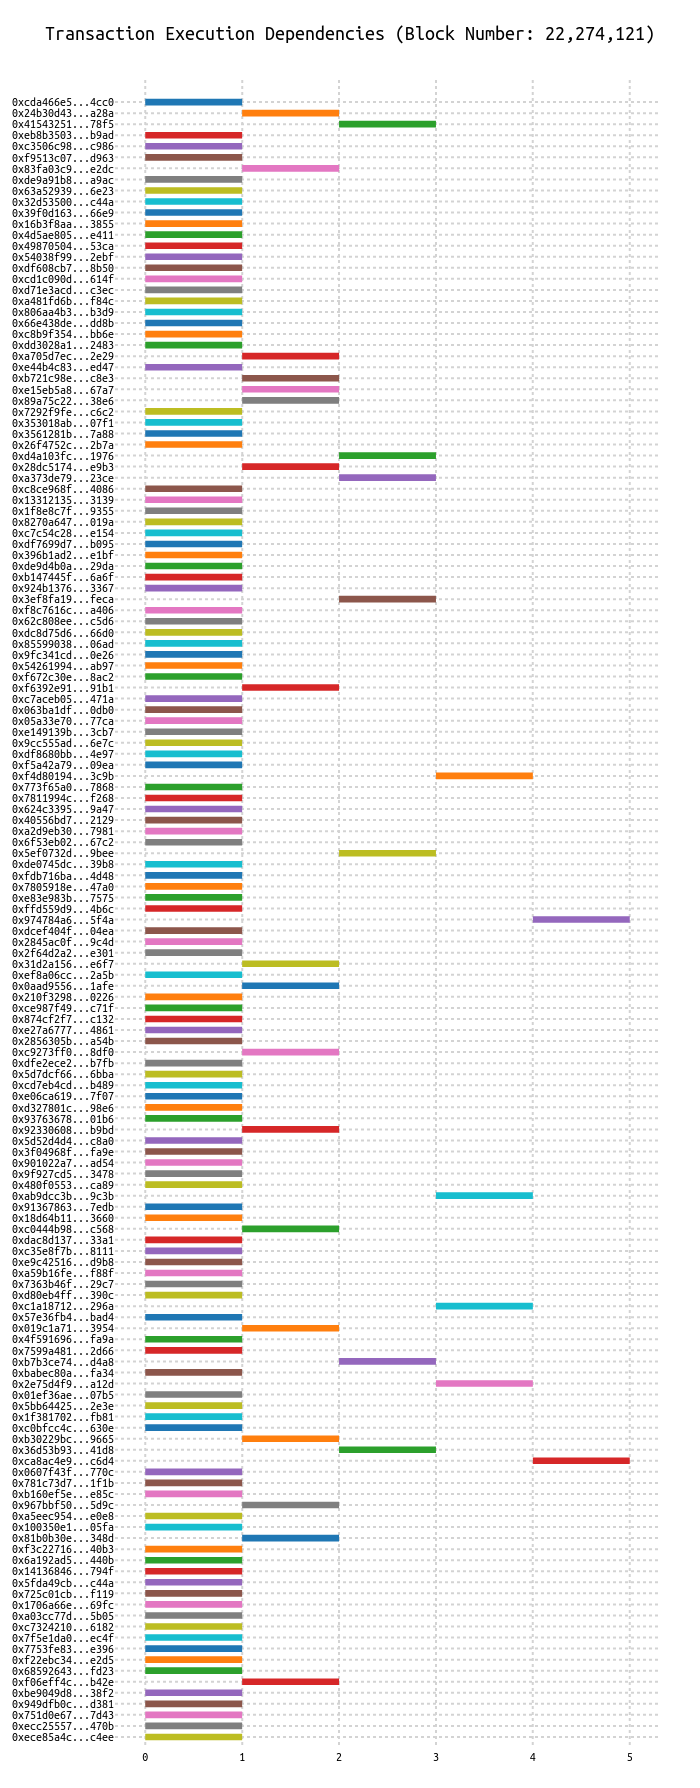 Transaction Execution Dependencies (Block Number: 22,274,121)
0xcda466e5...4cc0
0x24b30d43...a28a
0x41543251...78f5
0xeb8b3503...b9ad
0xc3506c98...c986
0xf9513c07...d963
0x83fa03c9...e2dc
0xde9a91b8...a9ac
0x63a52939...6e23
0x32d53500...c44a
0x39f0d163...66e9
0x16b3f8aa...3855
0x4d5ae805...e411
0x49870504...53ca
0x54038f99...2ebf
0xdf608cb7...8b50
0xcd1c090d...614f
0xd71e3acd...c3ec
0xa481fd6b...f84c
0x806aa4b3...b3d9
0x66e438de...dd8b
0xc8b9f354...bb6e
0xdd3028a1...2483
0xa705d7ec...2e29
0xe44b4c83...ed47
0xb721c98e...c8e3
0xe15eb5a8...67a7
0x89a75c22...38e6
0x7292f9fe...c6c2
0x353018ab...07f1
0x3561281b...7a88
0x26f4752c...2b7a
0xd4a103fc...1976
0x28dc5174...e9b3
0xa373de79...23ce
0xc8ce968f...4086
0x13312135...3139
0x1f8e8c7f...9355
0x8270a647...019a
0xc7c54c28...e154
0xdf7699d7...b095
0x396b1ad2...e1bf
0xde9d4b0a...29da
0xb147445f...6a6f
0x924b1376...3367
0x3ef8fa19...feca
0xf8c7616c...a406
0x62c808ee...c5d6
0xdc8d75d6...66d0
0x85599038...06ad
0x9fc341cd...0e26
0x54261994...ab97
0xf672c30e...8ac2
0xf6392e91...91b1
0xc7aceb05...471a
0x063ba1df...0db0
0x05a33e70...77ca
0xe149139b...3cb7
0x9cc555ad...6e7c
0xdf8680bb...4e97
0xf5a42a79...09ea
0xf4d80194...3c9b
0x773f65a0...7868
0x7811994c...f268
0x624c3395...9a47
0x40556bd7...2129
0xa2d9eb30...7981
0x6f53eb02...67c2
0x5ef0732d...9bee
0xde0745dc...39b8
0xfdb716ba...4d48
0x7805918e...47a0
0xe83e983b...7575
0xffd559d9...4b6c
0x974784a6...5f4a
0xdcef404f...04ea
0x2845ac0f...9c4d
0x2f64d2a2...e301
0x31d2a156...e6f7
0xef8a06cc...2a5b
0x0aad9556...1afe
0x210f3298...0226
0xce987f49...c71f
0x874cf2f7...c132
0xe27a6777...4861
0x2856305b...a54b
0xc9273ff0...8df0
0xdfe2ece2...b7fb
0x5d7dcf66...6bba
0xcd7eb4cd...b489
0xe06ca619...7f07
0xd327801c...98e6
0x93763678...01b6
0x92330608...b9bd
0x5d52d4d4...c8a0
0x3f04968f...fa9e
0x901022a7...ad54
0x9f927cd5...3478
0x480f0553...ca89
0xab9dcc3b...9c3b
0x91367863...7edb
0x18d64b11...3660
0xc0444b98...c568
0xdac8d137...33a1
0xc35e8f7b...8111
0xe9c42516...d9b8
0xa59b16fe...f88f
0x7363b46f...29c7
0xd80eb4ff...390c
0xc1a18712...296a
0x57e36fb4...bad4
0x019c1a71...3954
0x4f591696...fa9a
0x7599a481...2d66
0xb7b3ce74...d4a8
0xbabec80a...fa34
0x2e75d4f9...a12d
0x01ef36ae...07b5
0x5bb64425...2e3e
0x1f381702...fb81
0xc0bfcc4c...630e
0xb30229bc...9665
0x36d53b93...41d8
0xca8ac4e9...c6d4
0x0607f43f...770c
0x781c73d7...1f1b
0xb160ef5e...e85c
0x967bbf50...5d9c
0xa5eec954...e0e8
0x100350e1...05fa
0x81b0b30e...348d
0xf3c22716...40b3
0x6a192ad5...440b
0x14136846...794f
0x5fda49cb...c44a
0x725c01cb...f119
0x1706a66e...69fc
0xa03cc77d...5b05
0xc7324210...6182
0x7f5e1da0...ec4f
0x7753fe83...e396
0xf22ebc34...e2d5
0x68592643...fd23
0xf06eff4c...b42e
0xbe9049d8...38f2
0x949dfb0c...d381
0x751d0e67...7d43
0xecc25557...470b
0xece85a4c...c4ee
0 1 2 3 4 5